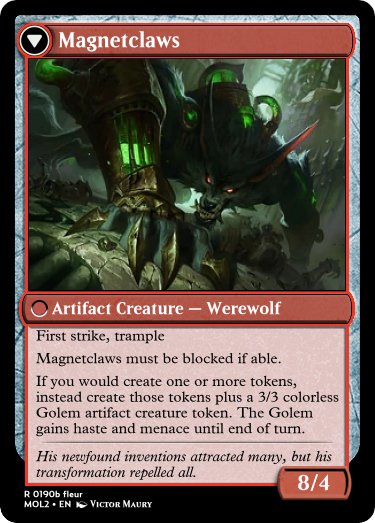 Magnetclaws
Artifact Creature — Werewolf
First strike, trample
Magnetclaws must be blocked if able.
If you would create one or more tokens,
instead create those tokens plus a 3/3 colorless
Golem artifact creature token. The Golem
gains haste and menace until end of turn.
His newfound inventions attracted many, but his
transformation repelled all.
8/4
R 0190b fleur
MOL2 • EN Victor Maury